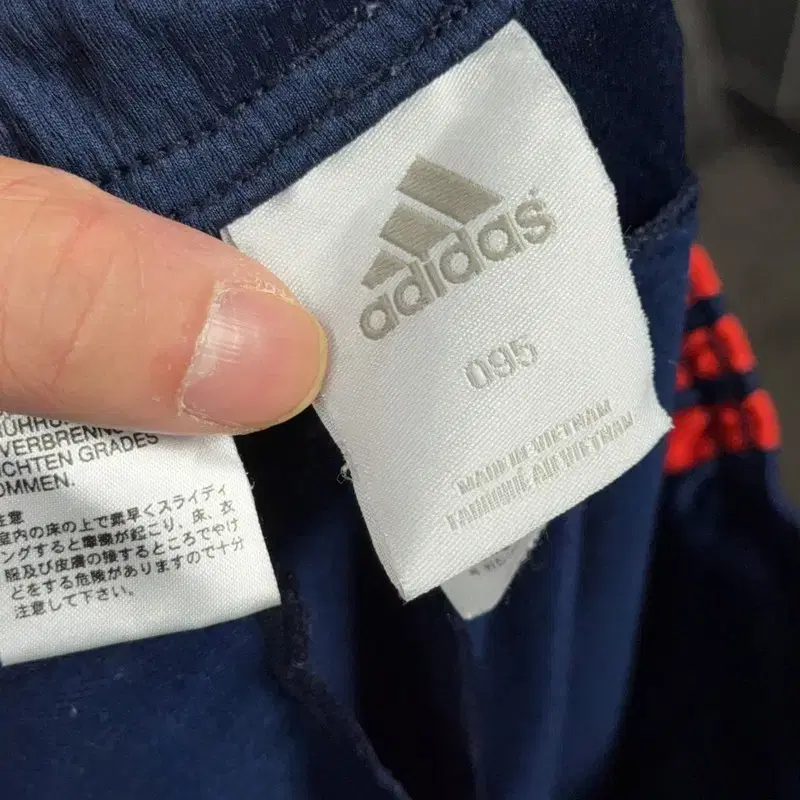 adidas
095
MADE IN VIETNAM
FABRIQUÉ AU VIETNAM
VERBRENNU
ICHTEN GRADES
OMMEN.
注意
室内の床の上で素早くスライディ
ングすると摩擦が起こり、床、衣
服及び皮膚の接するところでやけ
どをする危険がありますので十分
注意して下さい。